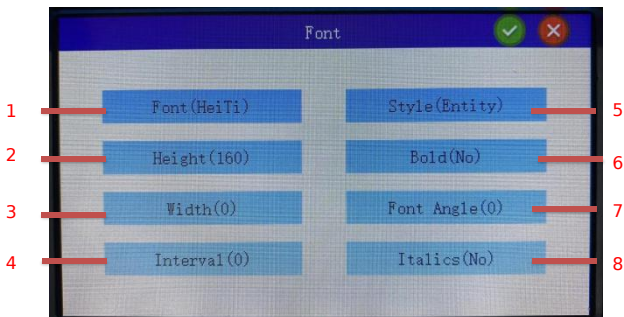 Font
1 Font(HeiTi) Style(Entity) 5
2 Height(160) Bold(No) 6
3 Width(0) Font Angle(0) 7
4 Interval(0) Italics(No) 8